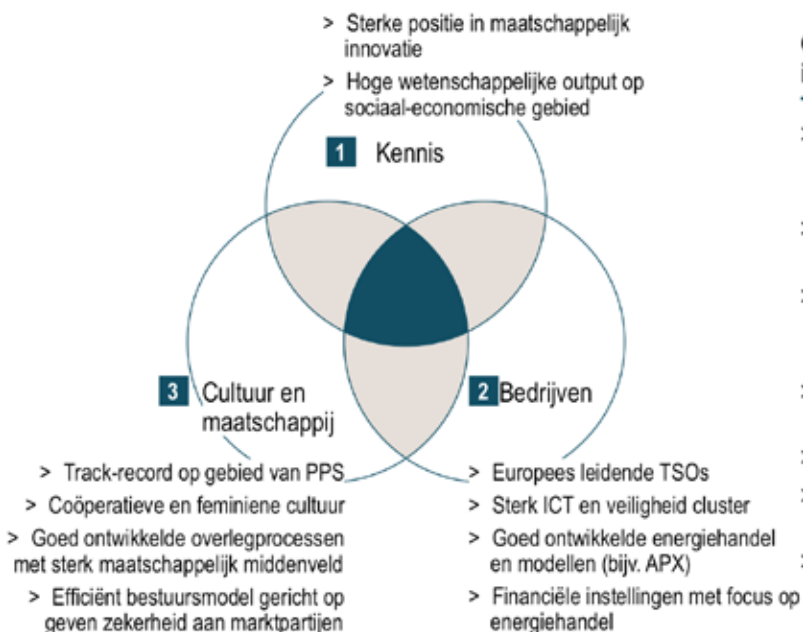 > Sterke positie in maatschappelijk
innovatie
> Hoge wetenschappelijke output op
sociaal-economische gebied
1 Kennis
3 Cultuur en
maatschappij
> Track-record op gebied van PPS
> Coöperatieve en feminiene cultuur
> Goed ontwikkelde overlegprocessen
met sterk maatschappelijk middenveld
> Efficiënt bestuursmodel gericht op
geven zekerheid aan marktpartijen
2 Bedrijven
> Europees leidende TSOs
> Sterk ICT en veiligheid cluster
> Goed ontwikkelde energiehandel
en modellen (bijv. APX)
> Financiële instellingen met focus op
energiehandel